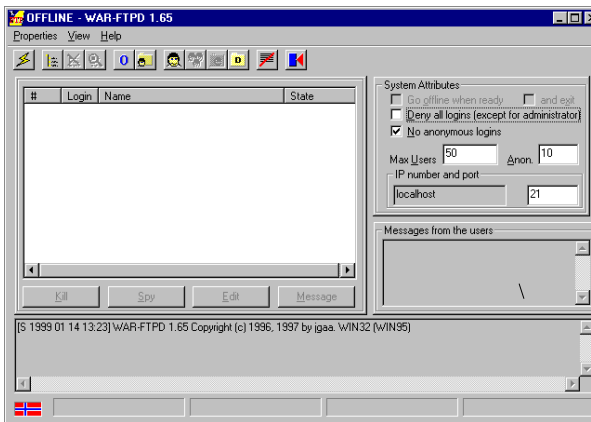 OFFLINE - WAR-FTPD 1.65
Properties View Help
# Login Name State
Kill Spy Edit Message
System Attributes
Go offline when ready and exit
Deny all logins (except for administrator)
No anonymous logins
Max Users 50 Anon. 10
IP number and port
localhost 21
Messages from the users
\
[S 1999 01 14 13:23] WAR-FTPD 1.65 Copyright (c) 1996, 1997 by jgaa. WIN32 (WIN95)